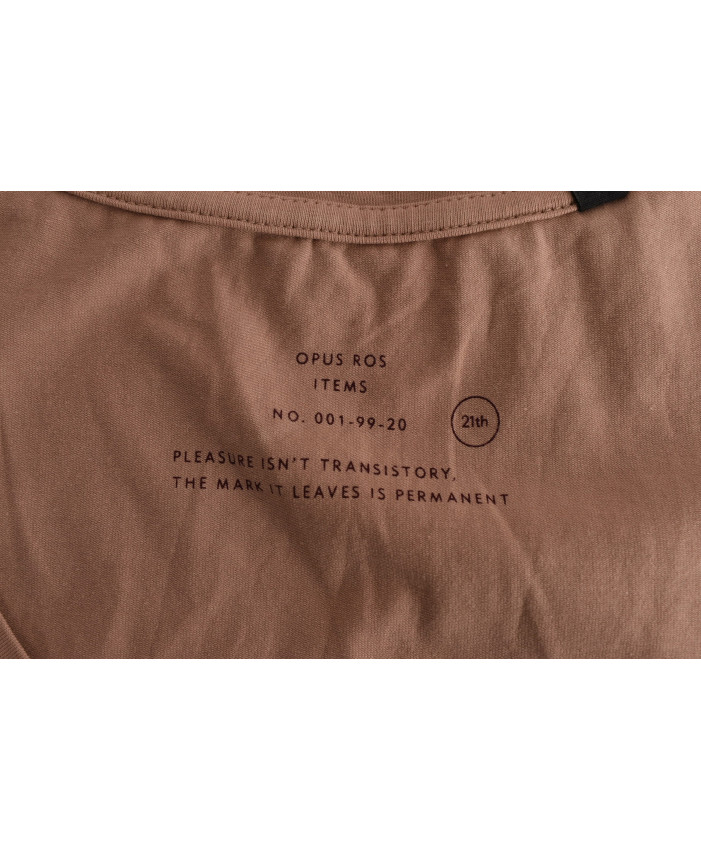 OPUS ROS
ITEMS
NO. 001-99-20
21th
PLEASURE ISN'T TRANSISTORY,
THE MARK IT LEAVES IS PERMANENT